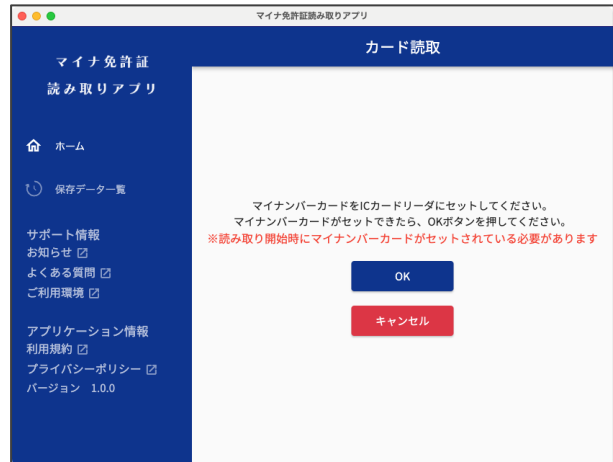 マイナ免許証読み取りアプリ
マイナ免許証
読み取りアプリ
ホーム
保存データ一覧
サポート情報
お知らせ
よくある質問
ご利用環境
アプリケーション情報
利用規約
プライバシーポリシー
バージョン 1.0.0
カード読取
マイナンバーカードをICカードリーダにセットしてください。
マイナンバーカードがセットできたら、OKボタンを押してください。
※読み取り開始時にマイナンバーカードがセットされている必要があります
OK
キャンセル